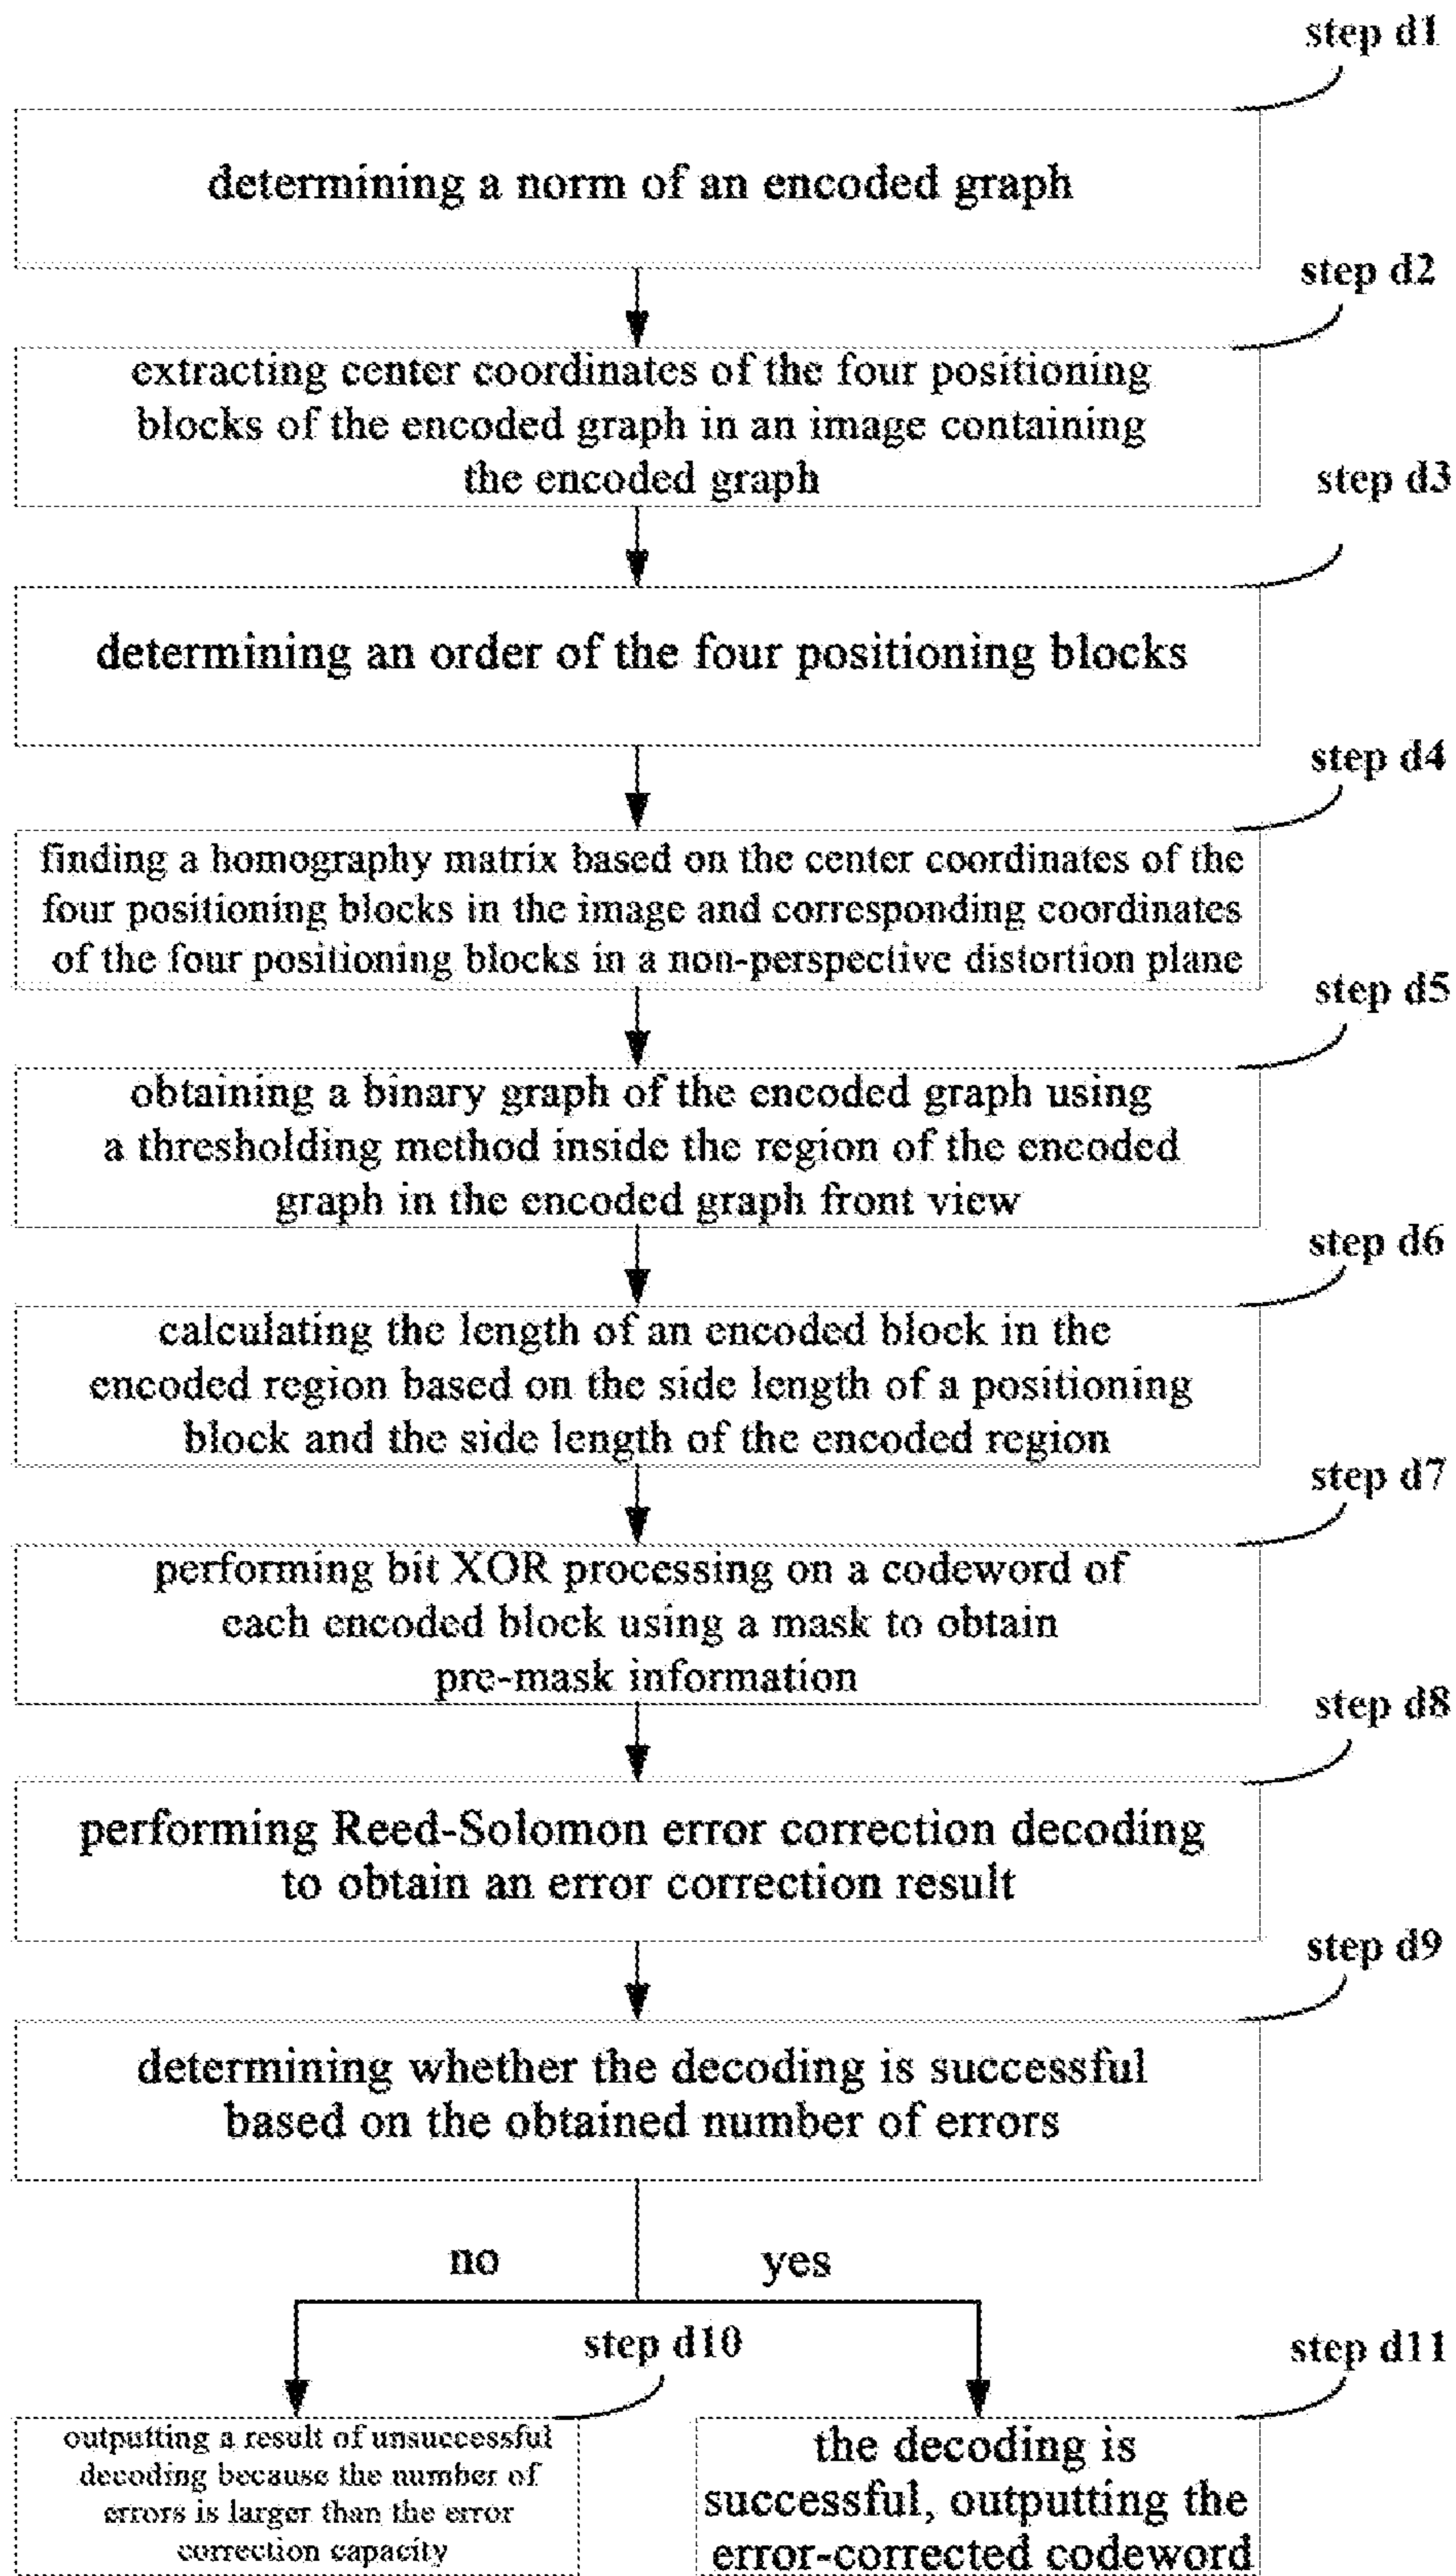 step d1
determining a norm of an encoded graph
step d2
extracting center coordinates of the four positioning
blocks of the encoded graph in an image containing
the encoded graph
step d3
determining an order of the four positioning blocks
step d4
finding a homography matrix based on the center coordinates of the
four positioning blocks in the image and corresponding coordinates
of the four positioning blocks in a non-perspective distortion plane
step d5
obtaining a binary graph of the encoded graph using
a thresholding method inside the region of the encoded
graph in the encoded graph front view
step d6
calculating the length of an encoded block in the
encoded region based on the side length of a positioning
block and the side length of the encoded region
step d7
performing bit XOR processing on a codeword of
each encoded block using a mask to obtain
pre-mask information
step d8
performing Reed-Solomon error correction decoding
to obtain an error correction result
step d9
determining whether the decoding is successful
based on the obtained number of errors
no
yes
step d10
outputting a result of unsuccessful
decoding because the number of
errors is larger than the error
correction capacity
step d11
the decoding is
successful, outputting the
error-corrected codeword